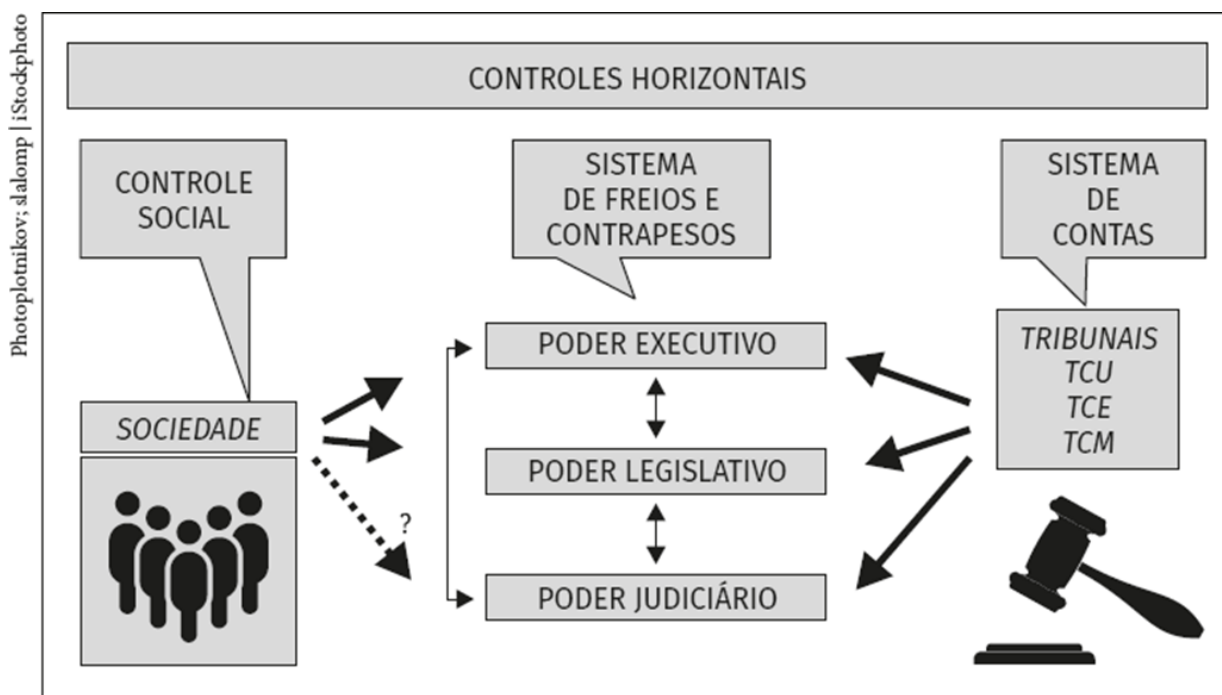 Photoplotnikov; slalomp | iStockphoto
CONTROLES HORIZONTAIS
CONTROLE
SOCIAL
SISTEMA
DE FREIOS E
CONTRAPESOS
SISTEMA
DE
CONTAS
SOCIEDADE
?
PODER EXECUTIVO
PODER LEGISLATIVO
PODER JUDICIÁRIO
TRIBUNAIS
TCU
TCE
TCM